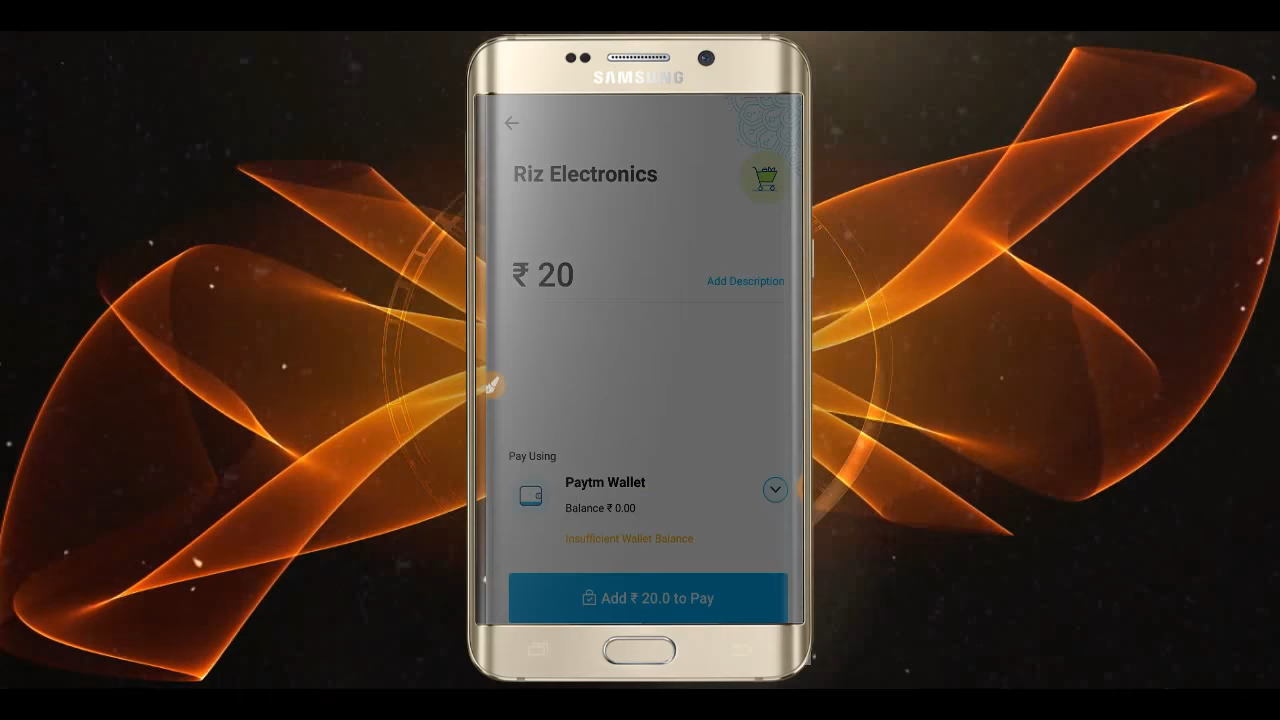 SAMSUNG
Riz Electronics
₹ 20
Add Description
Pay Using
Paytm Wallet
Balance ₹ 0.00
Insufficient Wallet Balance
Add ₹ 20.0 to Pay